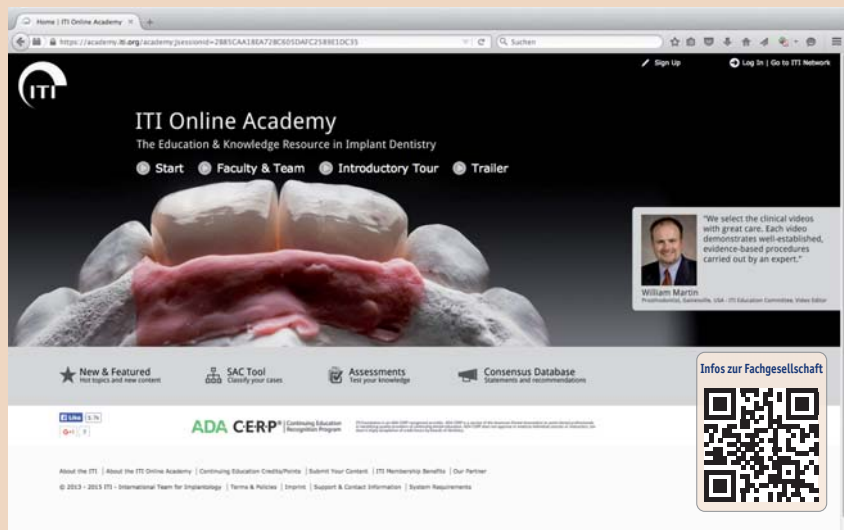 Home | ITI Online Academy
https://academy.iti.org/academy;jsessionid=2885CAA18EA728C605DAFC2589E1DC35
Suchen
Sign Up
Log In | Go to ITI Network
ITI
ITI Online Academy
The Education & Knowledge Resource in Implant Dentistry
Start
Faculty & Team
Introductory Tour
Trailer
"We select the clinical videos
with great care. Each video
demonstrates well-established,
evidence-based procedures
carried out by an expert."
William Martin
Prosthodontist, Gainesville, USA - ITI Education Committee, Video Editor
New & Featured
Hot topics and new content
SAC Tool
Classify your cases
Assessments
Test your knowledge
Consensus Database
Statements and recommendations
Infos zur Fachgesellschaft
Like
ADA C·E·R·P® | Continuing Education
Recognition Program
About the ITI | About the ITI Online Academy | Continuing Education Credits/Points | Submit Your Content | ITI Membership Benefits | Our Partner
© 2013 - 2015 ITI - International Team for Implantology | Terms & Policies | Imprint | Support & Contact Information | System Requirements